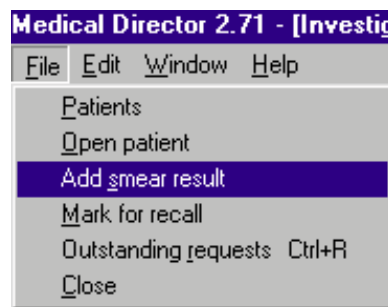 Medical Director 2.71 - [Investig
File Edit Window Help
Patients
Open patient
Add smear result
Mark for recall
Outstanding requests Ctrl+R
Close